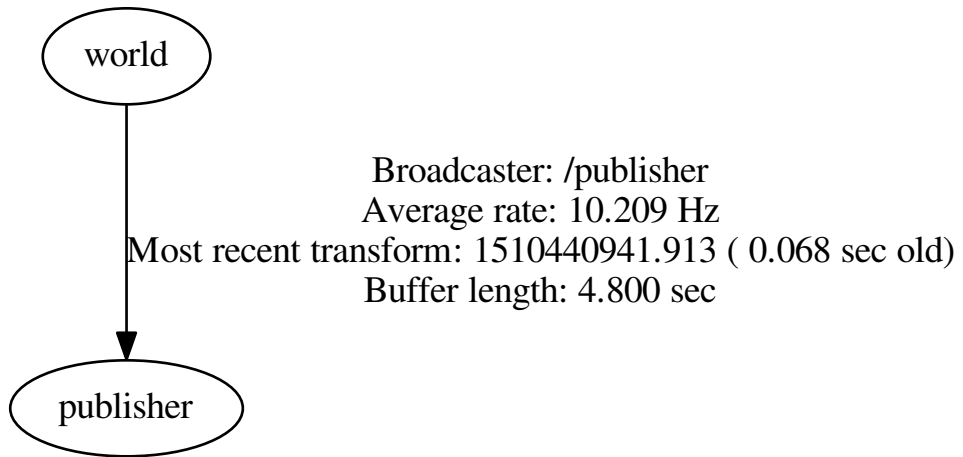 world
Broadcaster: /publisher
Average rate: 10.209 Hz
Most recent transform: 1510440941.913 ( 0.068 sec old)
Buffer length: 4.800 sec
publisher